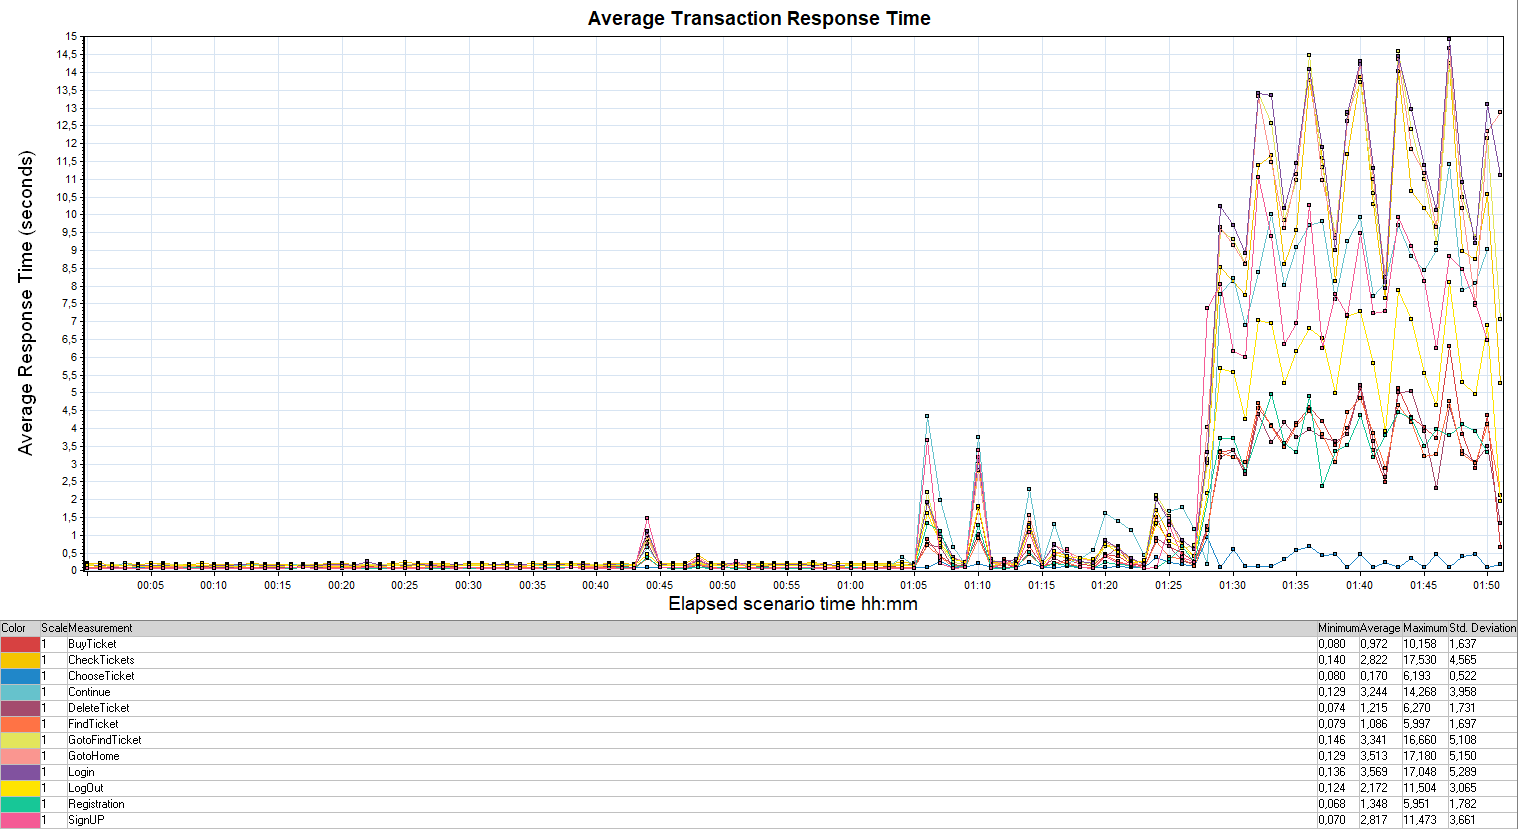 Average Transaction Response Time
Average Response Time (seconds)
15
14,5
14
13,5
13
12,5
12
11,5
11
10,5
10
9,5
9
8,5
8
7,5
7
6,5
6
5,5
5
4,5
4
3,5
3
2,5
2
1,5
1
0,5
0
00:05 00:10 00:15 00:20 00:25 00:30 00:35 00:40 00:45 00:50 00:55 01:00 01:05 01:10 01:15 01:20 01:25 01:30 01:35 01:40 01:45 01:50
Elapsed scenario time hh:mm
Color Scale Measurement Minimum Average Maximum Std. Deviation
1 BuyTicket 0,080 0,972 10,158 1,637
1 CheckTickets 0,140 2,822 17,530 4,565
1 ChooseTicket 0,080 0,170 6,193 0,522
1 Continue 0,129 3,244 14,268 3,958
1 DeleteTicket 0,074 1,215 6,270 1,731
1 FindTicket 0,079 1,086 5,997 1,697
1 GotoFindTicket 0,146 3,341 16,660 5,108
1 GotoHome 0,129 3,513 17,180 5,150
1 Login 0,136 3,569 17,048 5,289
1 LogOut 0,124 2,172 11,504 3,065
1 Registration 0,068 1,348 5,951 1,782
1 SignUP 0,070 2,817 11,473 3,661